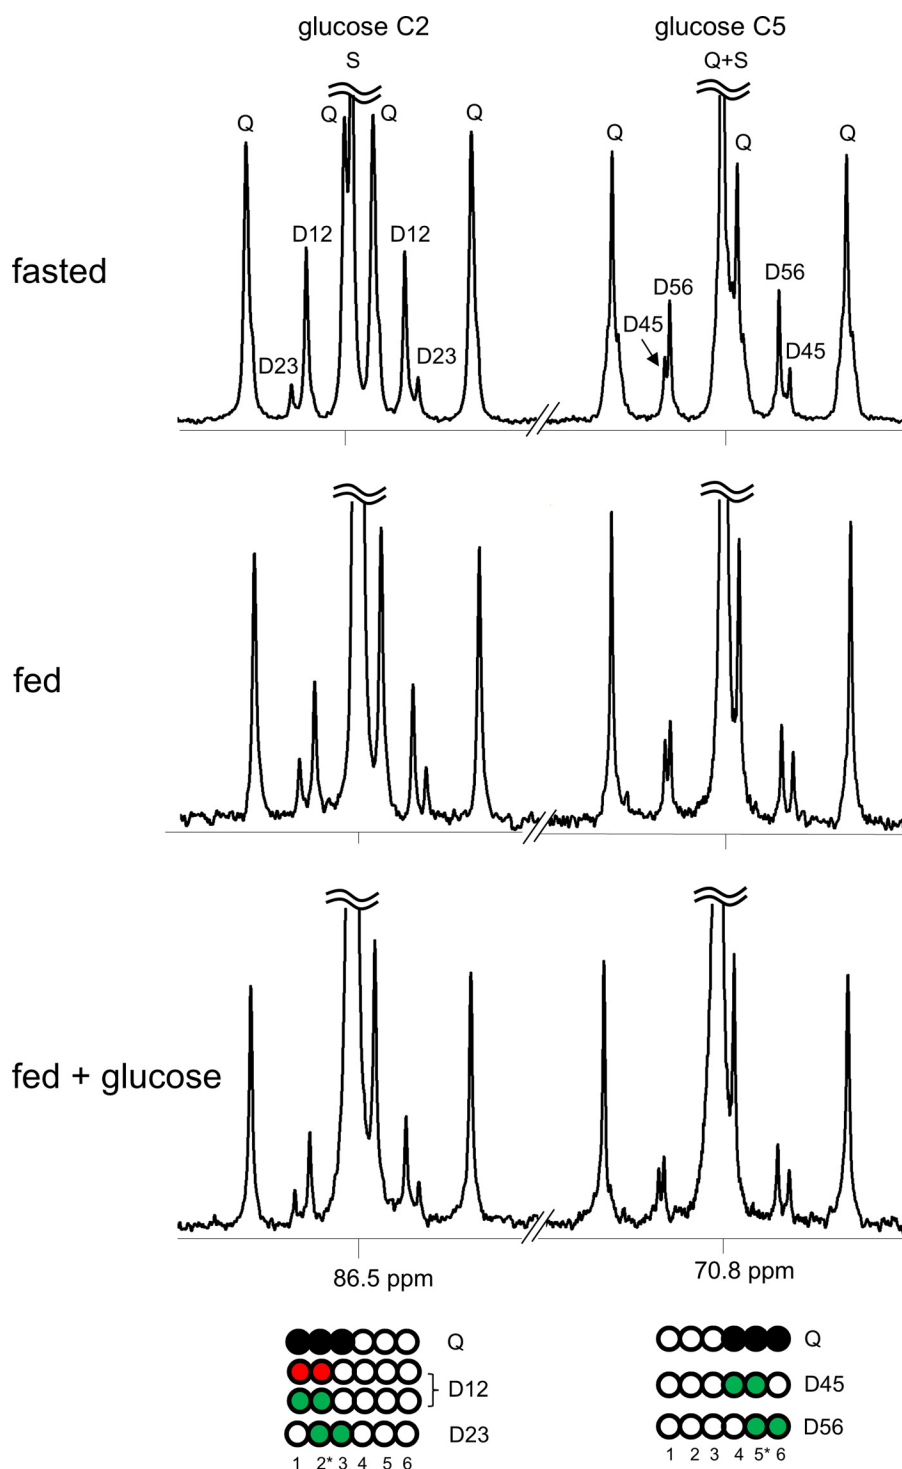 glucose C2 glucose C5
S Q+S
Q Q Q Q Q Q Q
D12 D12
fasted
D56 D56
D45 D45
D23 D23
fed
fed + glucose
86.5 ppm 70.8 ppm
Q Q
D12 D45
D23 D56
1 2* 3 4 5 6 1 2 3 4 5* 6